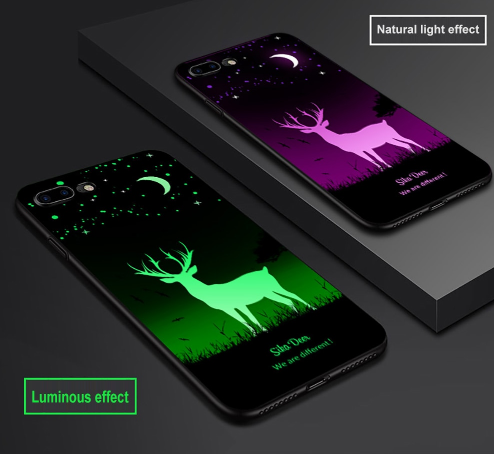 Natural light effect
Sika Deer
We are different!
Sika Deer
We are different!
Luminous effect